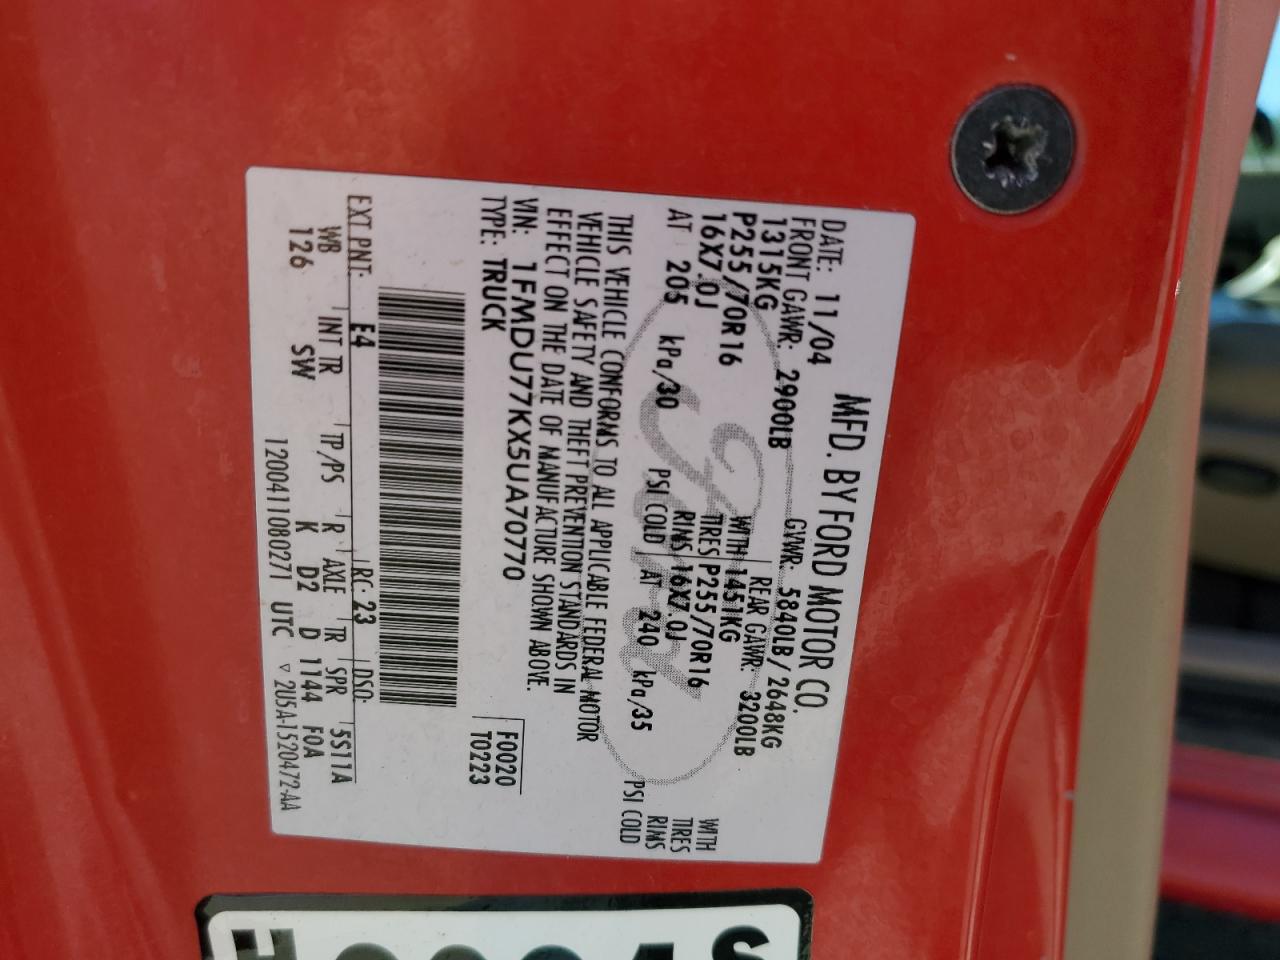 MFD. BY FORD MOTOR CO.
DATE: 11/04 GVWR: 5840LB/2648KG
FRONT GAWR: 2900LB REAR GAWR: 3200LB
1315KG WITH 1451KG WITH
P255/70R16 TIRES P255/70R16 TIRES
16X7.0J RIMS 16X7.0J RIMS
AT 205 kPa/30 PSI COLD AT 240 kPa/35 PSI COLD
THIS VEHICLE CONFORMS TO ALL APPLICABLE FEDERAL MOTOR
VEHICLE SAFETY AND THEFT PREVENTION STANDARDS IN
EFFECT ON THE DATE OF MANUFACTURE SHOWN ABOVE.
VIN: 1FMDU77KX5UA70770 F0020
TYPE: TRUCK T0223
EXT PNT: E4 RC: 23 DSO:
WB INT TR TP/PS R AXLE TR SPR 5S11A
126 SW K D2 D 1144 F0A
12004110802​71 UTC ▽ 2U5A-1520472-AA